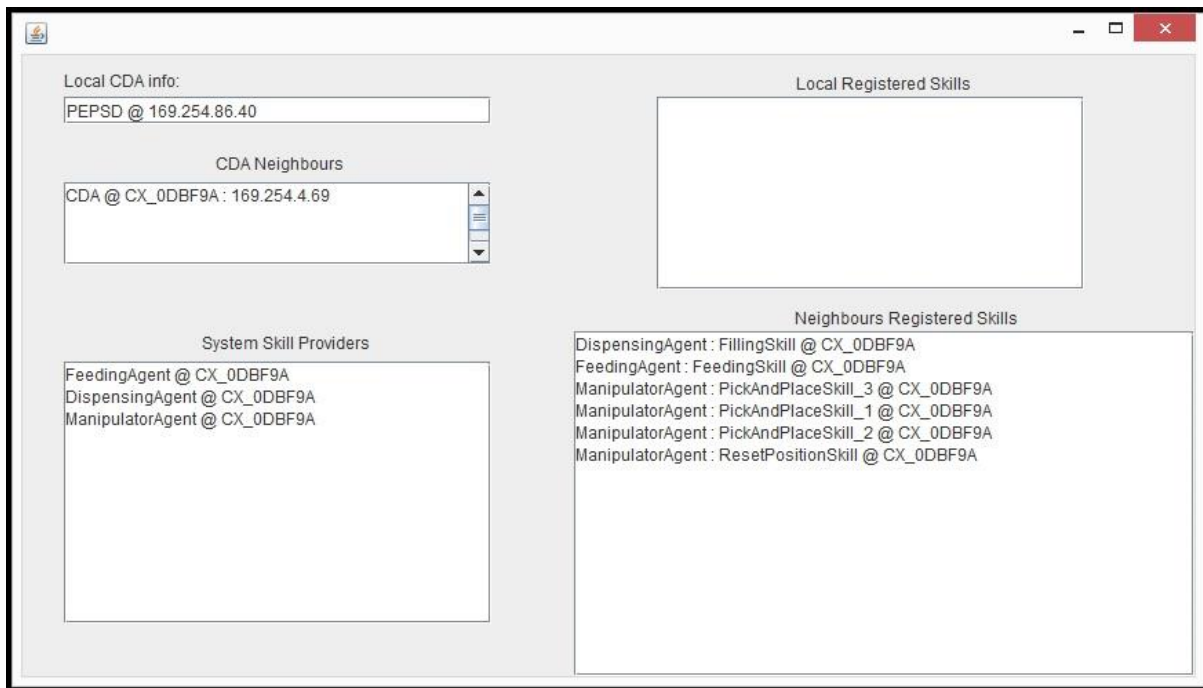 Local CDA info:
PEPSD @ 169.254.86.40
CDA Neighbours
CDA @ CX_0DBF9A : 169.254.4.69
System Skill Providers
FeedingAgent @ CX_0DBF9A
DispensingAgent @ CX_0DBF9A
ManipulatorAgent @ CX_0DBF9A
Local Registered Skills
Neighbours Registered Skills
DispensingAgent : FillingSkill @ CX_0DBF9A
FeedingAgent : FeedingSkill @ CX_0DBF9A
ManipulatorAgent : PickAndPlaceSkill_3 @ CX_0DBF9A
ManipulatorAgent : PickAndPlaceSkill_1 @ CX_0DBF9A
ManipulatorAgent : PickAndPlaceSkill_2 @ CX_0DBF9A
ManipulatorAgent : ResetPositionSkill @ CX_0DBF9A